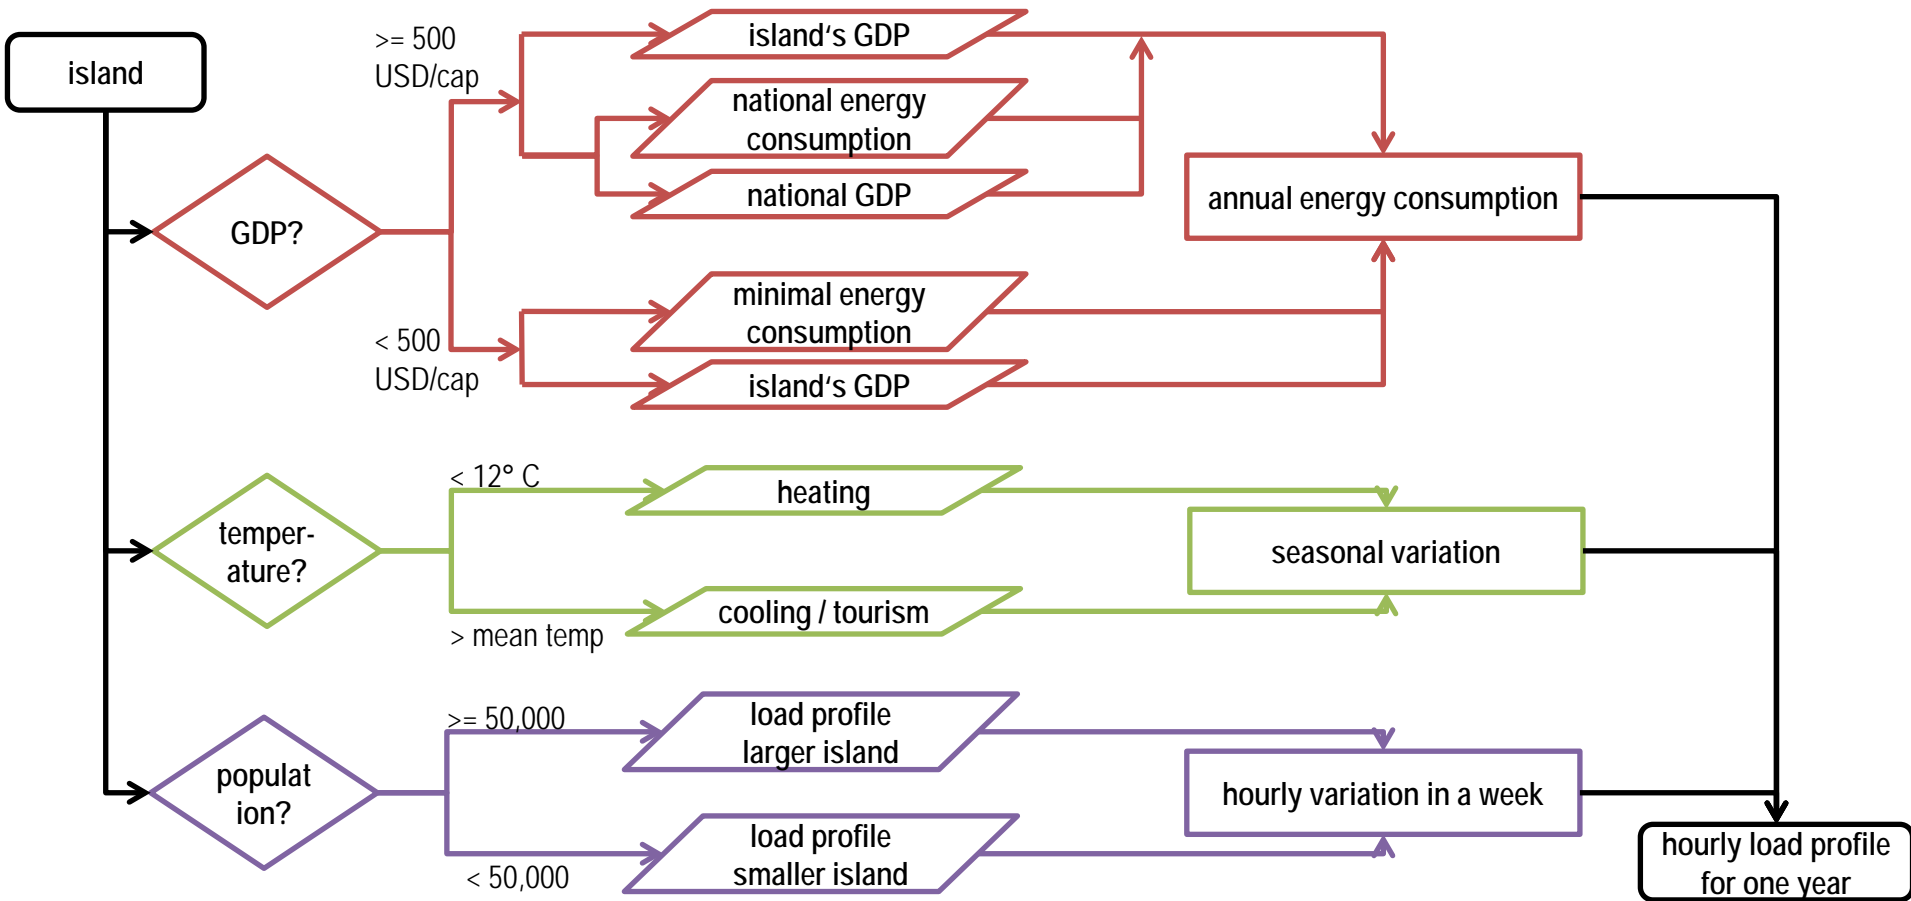 island
>= 500
USD/cap
GDP?
< 500
USD/cap
island‘s GDP
national energy
consumption
national GDP
minimal energy
consumption
island‘s GDP
annual energy consumption
temper-
ature?
< 12° C
> mean temp
heating
cooling / tourism
seasonal variation
populat
ion?
>= 50,000
< 50,000
load profile
larger island
load profile
smaller island
hourly variation in a week
hourly load profile
for one year